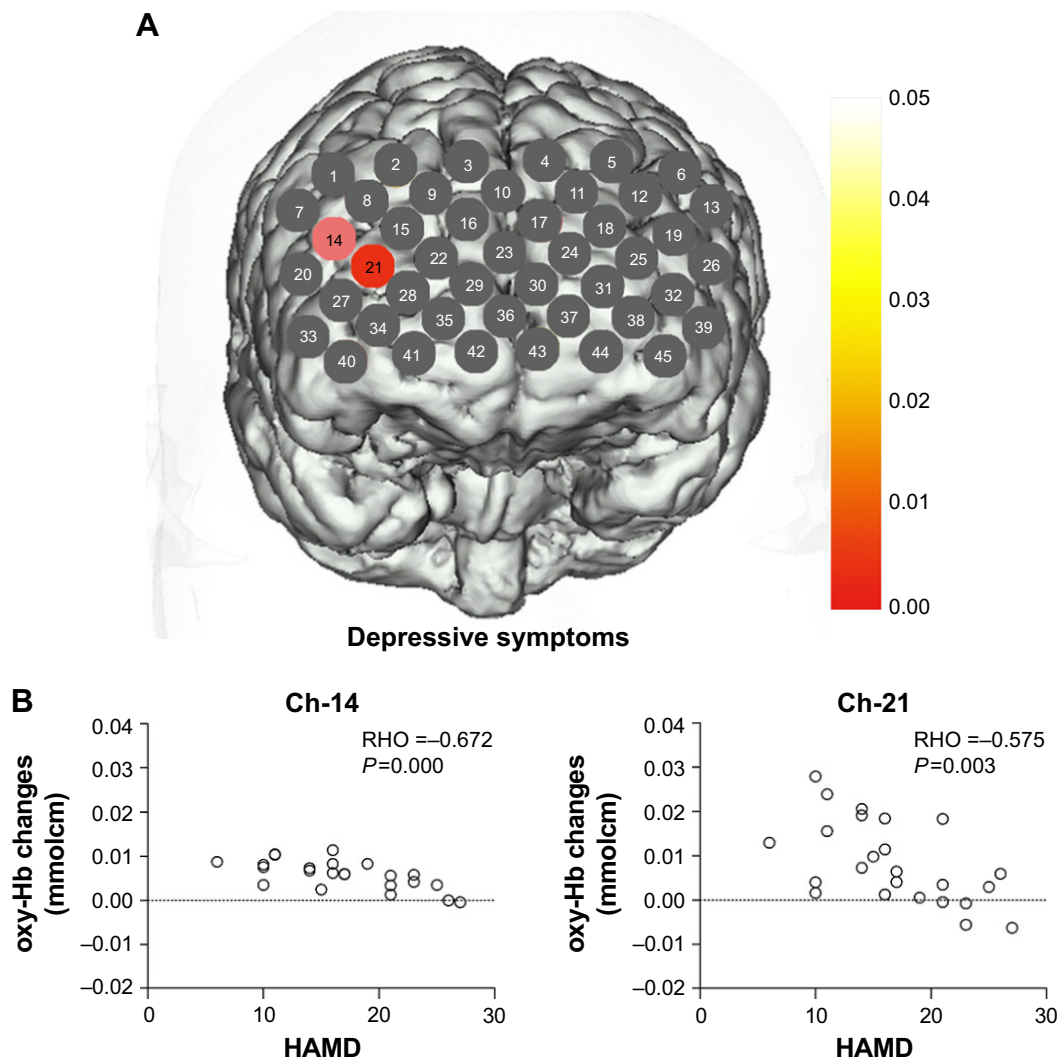 A
1 2 3 4 5 6
7 8 9 10 11 12 13
14 15 16 17 18 19
20 21 22 23 24 25 26
27 28 29 30 31 32
33 34 35 36 37 38 39
40 41 42 43 44 45
0.05
0.04
0.03
0.02
0.01
0.00
Depressive symptoms
B
Ch-14
RHO =–0.672
P=0.000
oxy-Hb changes
(mmolcm)
0.04
0.03
0.02
0.01
0.00
–0.01
–0.02
0 10 20 30
HAMD
Ch-21
RHO =–0.575
P=0.003
oxy-Hb changes
(mmolcm)
0.04
0.03
0.02
0.01
0.00
–0.01
–0.02
0 10 20 30
HAMD